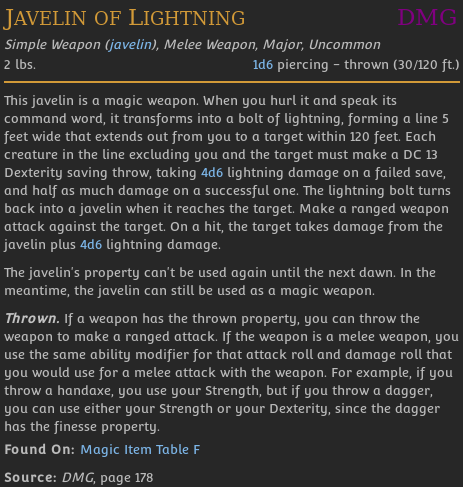 Javelin of Lightning DMG
Simple Weapon (javelin), Melee Weapon, Major, Uncommon
2 lbs. 1d6 piercing - thrown (30/120 ft.)
This javelin is a magic weapon. When you hurl it and speak its
command word, it transforms into a bolt of lightning, forming a line 5
feet wide that extends out from you to a target within 120 feet. Each
creature in the line excluding you and the target must make a DC 13
Dexterity saving throw, taking 4d6 lightning damage on a failed save,
and half as much damage on a successful one. The lightning bolt turns
back into a javelin when it reaches the target. Make a ranged weapon
attack against the target. On a hit, the target takes damage from the
javelin plus 4d6 lightning damage.
The javelin's property can't be used again until the next dawn. In the
meantime, the javelin can still be used as a magic weapon.
Thrown. If a weapon has the thrown property, you can throw the
weapon to make a ranged attack. If the weapon is a melee weapon, you
use the same ability modifier for that attack roll and damage roll that
you would use for a melee attack with the weapon. For example, if you
throw a handaxe, you use your Strength, but if you throw a dagger,
you can use either your Strength or your Dexterity, since the dagger
has the finesse property.
Found On: Magic Item Table F
Source: DMG, page 178